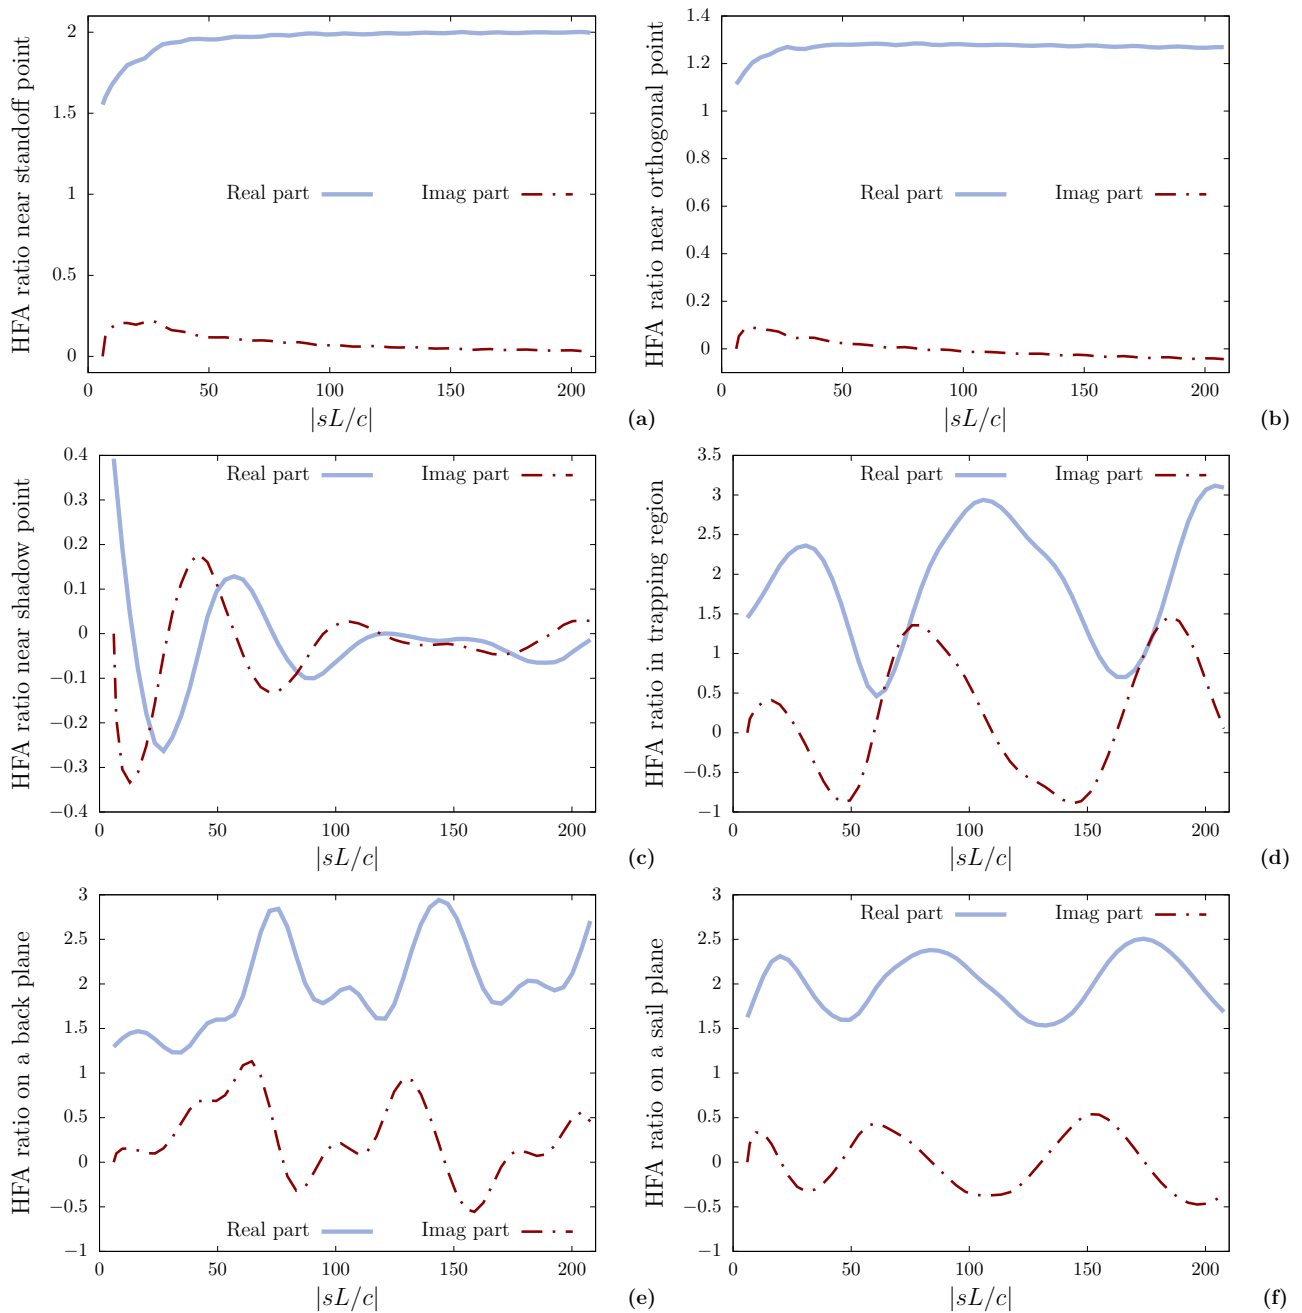 HFA ratio near standoff point
2
1.5
1
0.5
0
Real part
Imag part
0 50 100 150 200
|sL/c|
(a)
HFA ratio near orthogonal point
1.4
1.2
1
0.8
0.6
0.4
0.2
0
Real part
Imag part
0 50 100 150 200
|sL/c|
(b)
HFA ratio near shadow point
0.4
0.3
0.2
0.1
0
−0.1
−0.2
−0.3
−0.4
Real part
Imag part
0 50 100 150 200
|sL/c|
(c)
HFA ratio in trapping region
3.5
3
2.5
2
1.5
1
0.5
0
−0.5
−1
Real part
Imag part
0 50 100 150 200
|sL/c|
(d)
HFA ratio on a back plane
3
2.5
2
1.5
1
0.5
0
−0.5
−1
Real part
Imag part
0 50 100 150 200
|sL/c|
(e)
HFA ratio on a sail plane
3
2.5
2
1.5
1
0.5
0
−0.5
−1
Real part
Imag part
0 50 100 150 200
|sL/c|
(f)